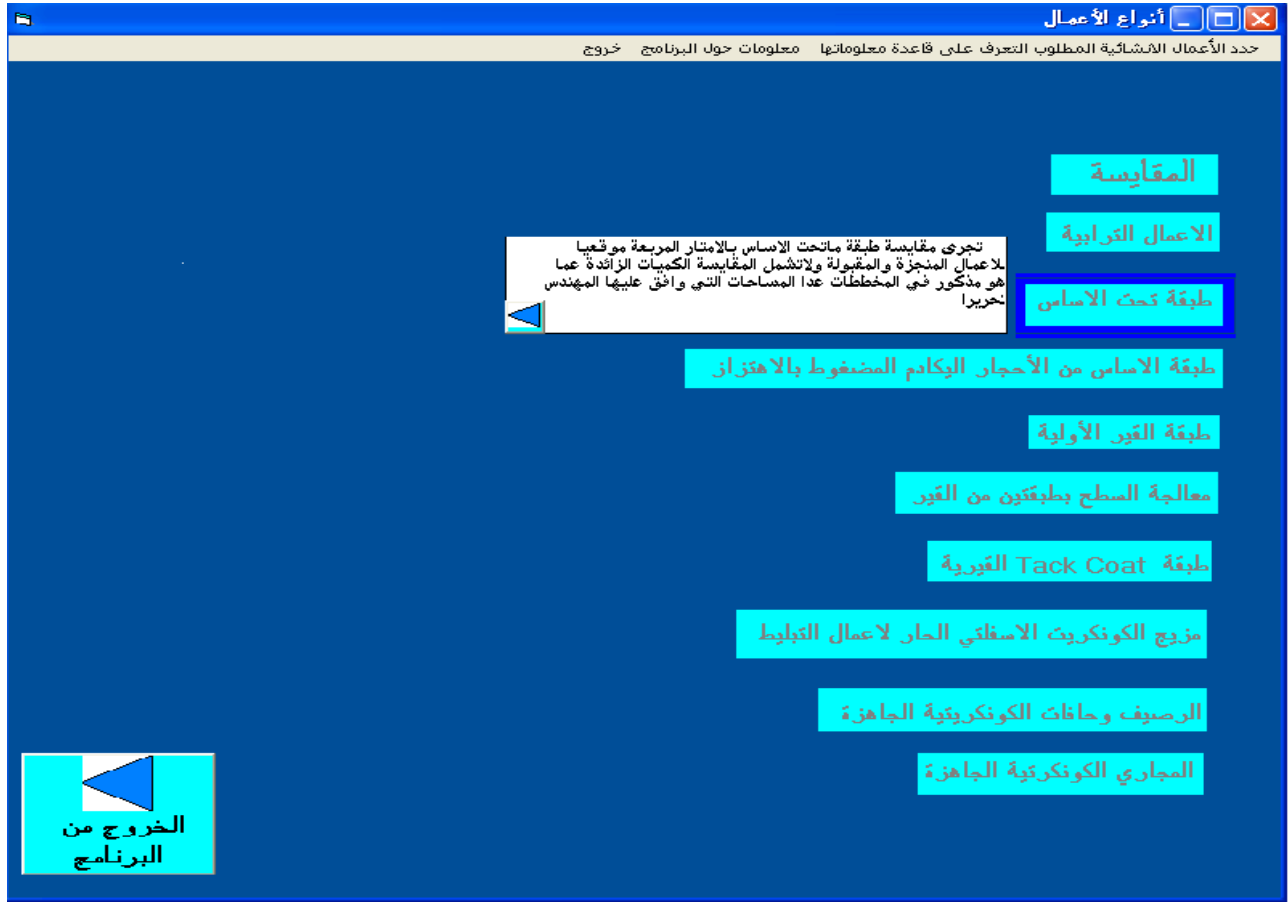 أنواع الأعمال
حدد الأعمال الانشائية المطلوب التعرف على قاعدة معلوماتها معلومات حول البرنامج خروج
المقايسة
الاعمال الترابية
تجرى مقايسة طبقة ماتحت الاساس بالامتار المربعة موقعيا
للاعمال المنجزة والمقبولة ولاتشمل المقايسة الكميات الزائدة عما
هو مذكور في المخططات عدا المساحات التي وافق عليها المهندس
تحريرا
طبقة تحت الاساس
طبقة الاساس من الأحجار اليكادم المضغوط بالاهتزاز
طبقة القير الأولية
معالجة السطح بطبقتين من القير
طبقة Tack Coat القيرية
مزيج الكونكريت الاسفلتي الحار لاعمال التبليط
الرصيف وحافات الكونكريتية الجاهزة
المجاري الكونكرتية الجاهزة
الخروج من
البرنامج